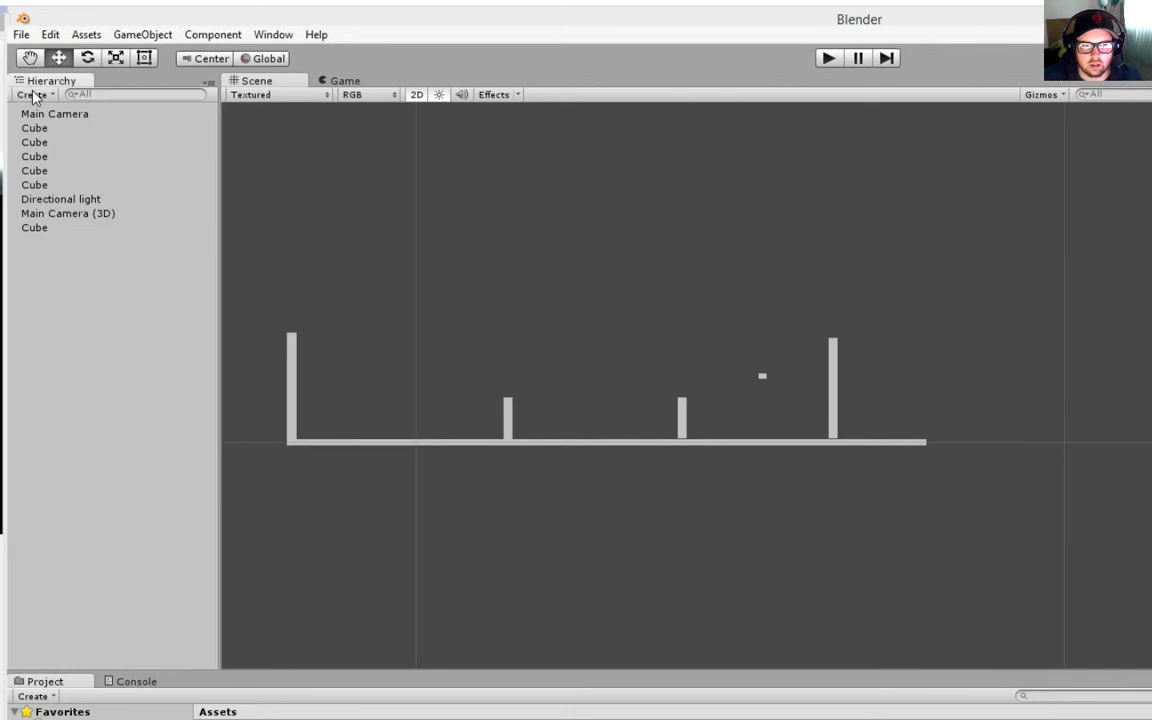 Blender
File Edit Assets GameObject Component Window Help
Center Global
Hierarchy Scene Game
Create All Textured RGB 2D Effects Gizmos All
Main Camera
Cube
Cube
Cube
Cube
Cube
Directional light
Main Camera (3D)
Cube
Project Console
Create
Favorites Assets